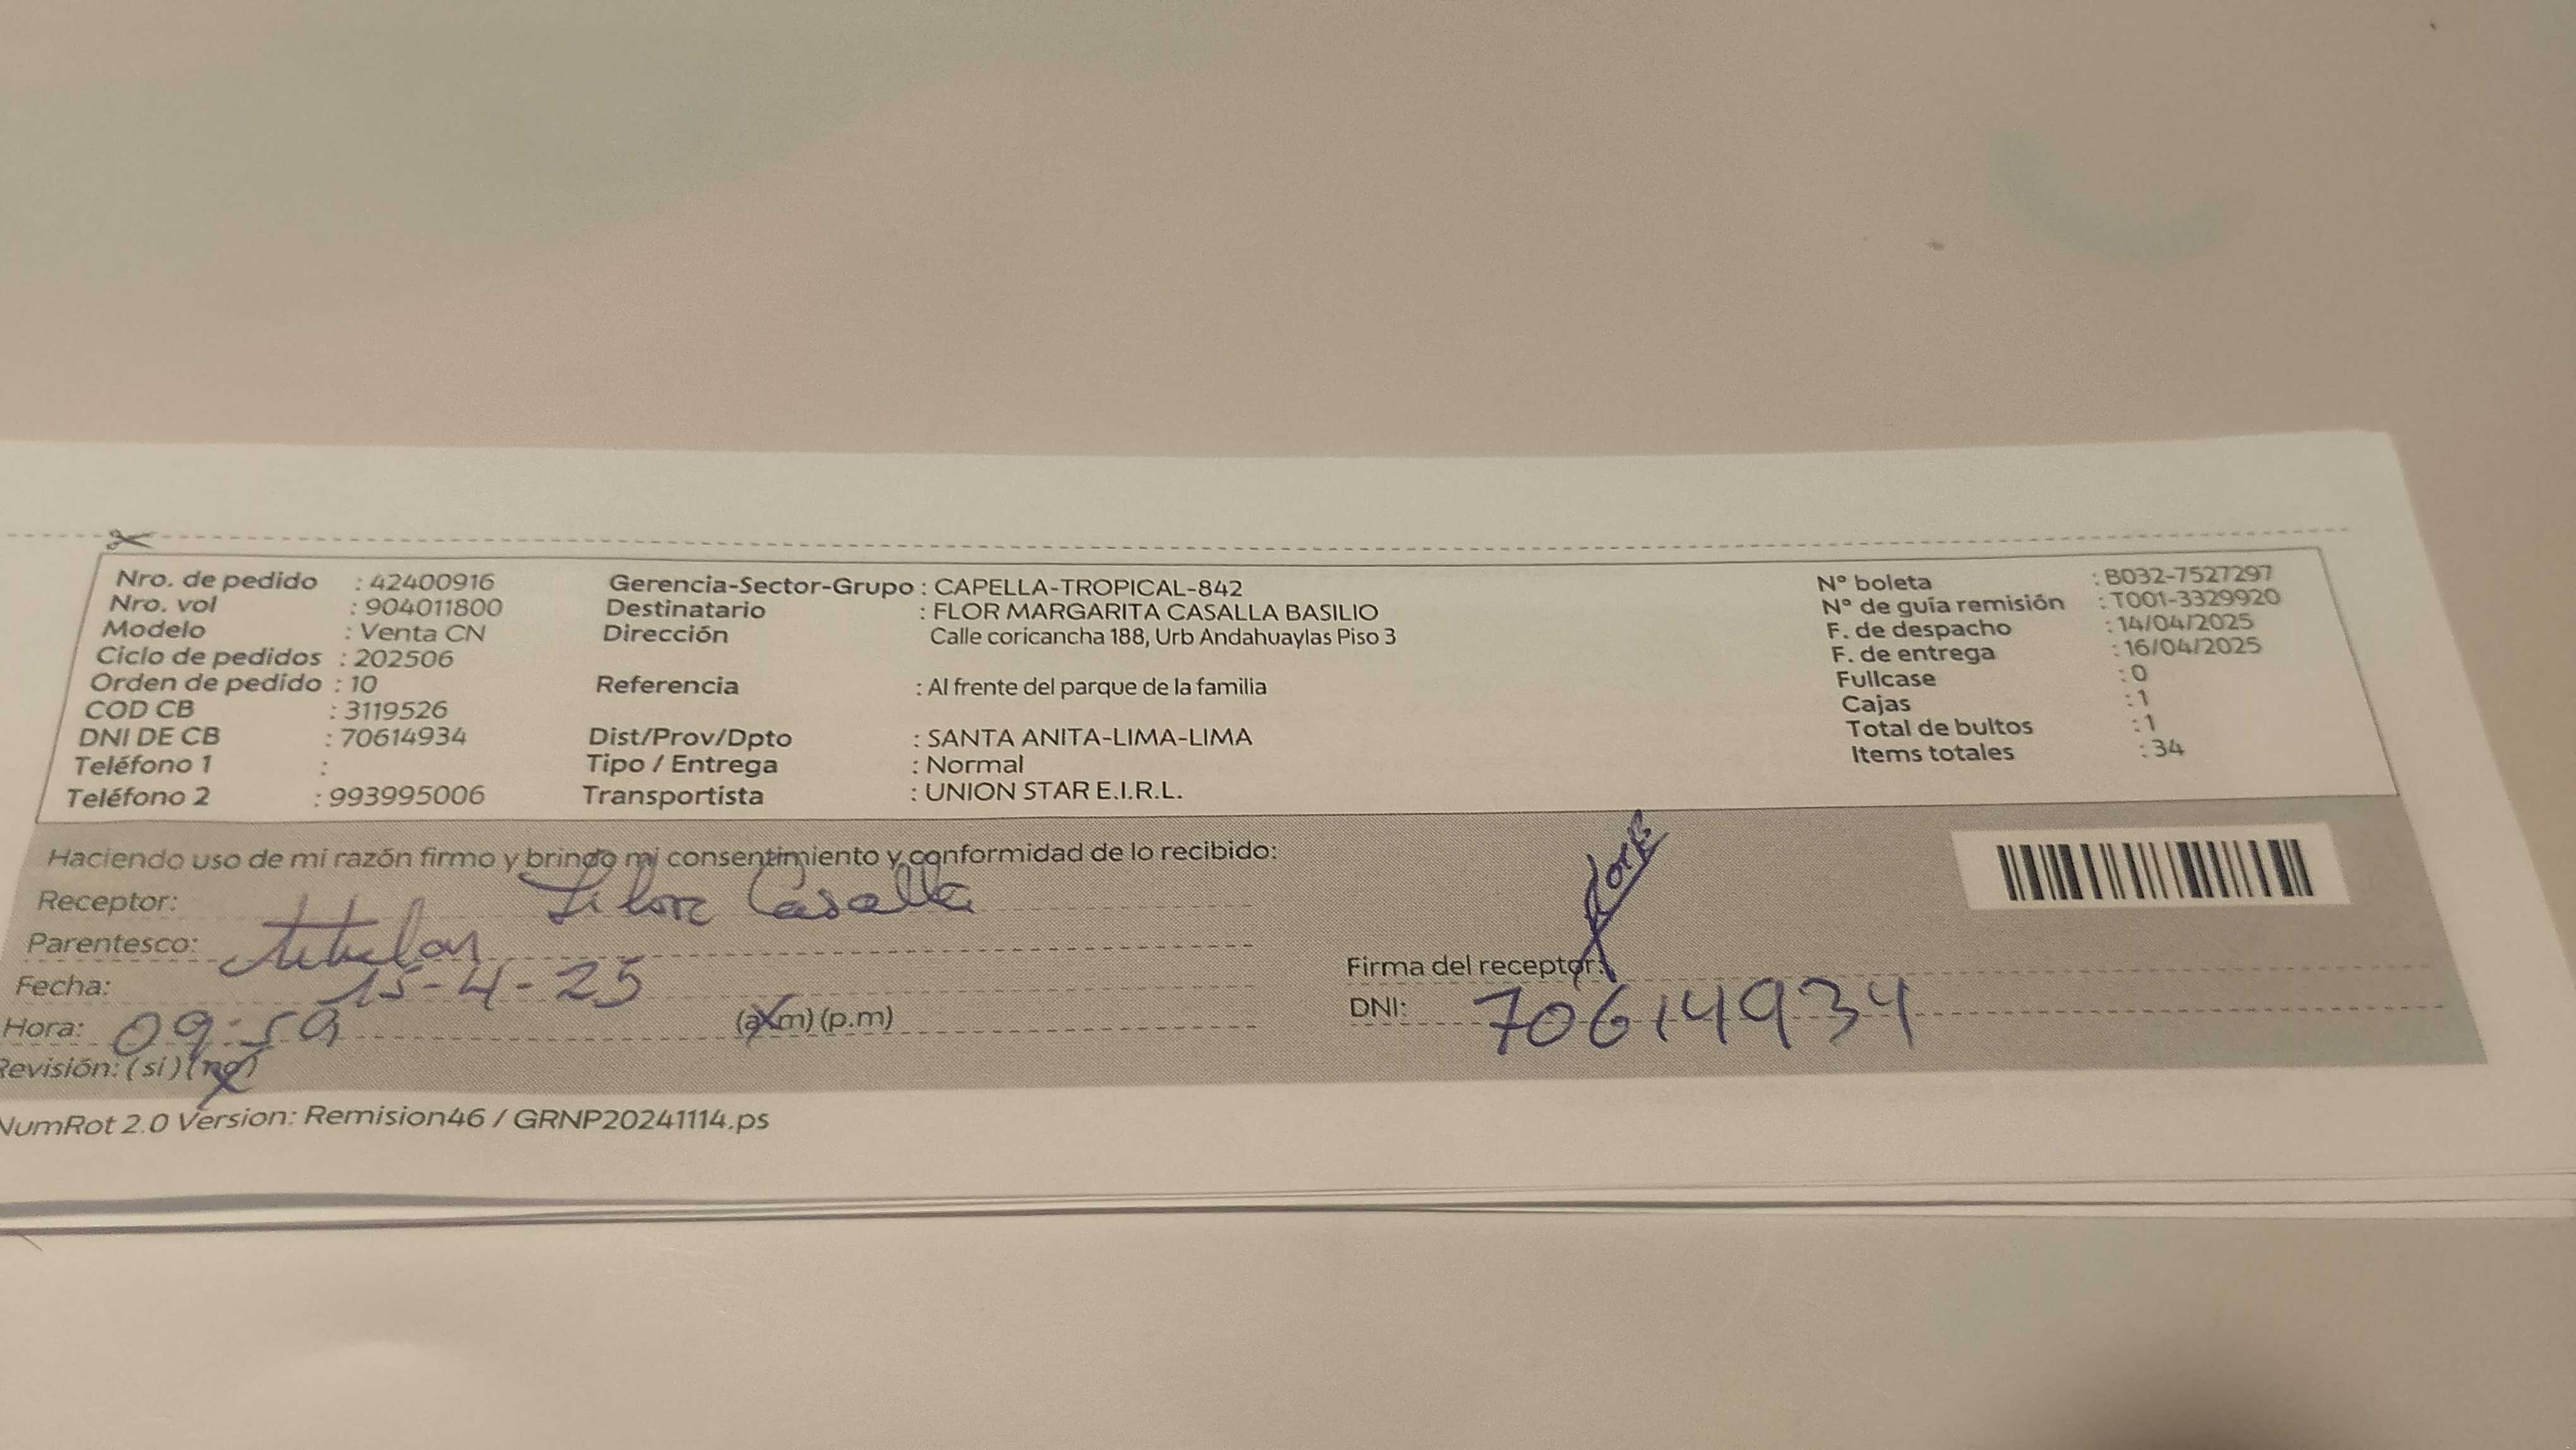 Nro. de pedido : 42400916
Nro. vol : 904011800
Modelo : Venta CN
Ciclo de pedidos : 202506
Orden de pedido : 10
COD CB : 3119526
DNI DE CB : 70614934
Teléfono 1 :
Teléfono 2 : 993995006
Gerencia-Sector-Grupo : CAPELLA-TROPICAL-842
Destinatario : FLOR MARGARITA CASALLA BASILIO
Dirección Calle coricancha 188, Urb Andahuaylas Piso 3
Referencia : Al frente del parque de la familia
Dist/Prov/Dpto : SANTA ANITA-LIMA-LIMA
Tipo / Entrega : Normal
Transportista : UNION STAR E.I.R.L.
Nº boleta : B032-7527297
Nº de guía remisión : T001-3329920
F. de despacho : 14/04/2025
F. de entrega : 16/04/2025
Fullcase : 0
Cajas : 1
Total de bultos : 1
Items totales : 34
Haciendo uso de mi razón firmo y brindo mi consentimiento y conformidad de lo recibido:
Receptor: Casalla
Parentesco: titular
Fecha: 15-4-25
Hora: 09:59 (a.m) (p.m)
Revisión: (si) (no)
Firma del receptor:
DNI: 70614934
NumRot 2.0 Version: Remision46 / GRNP20241114.ps